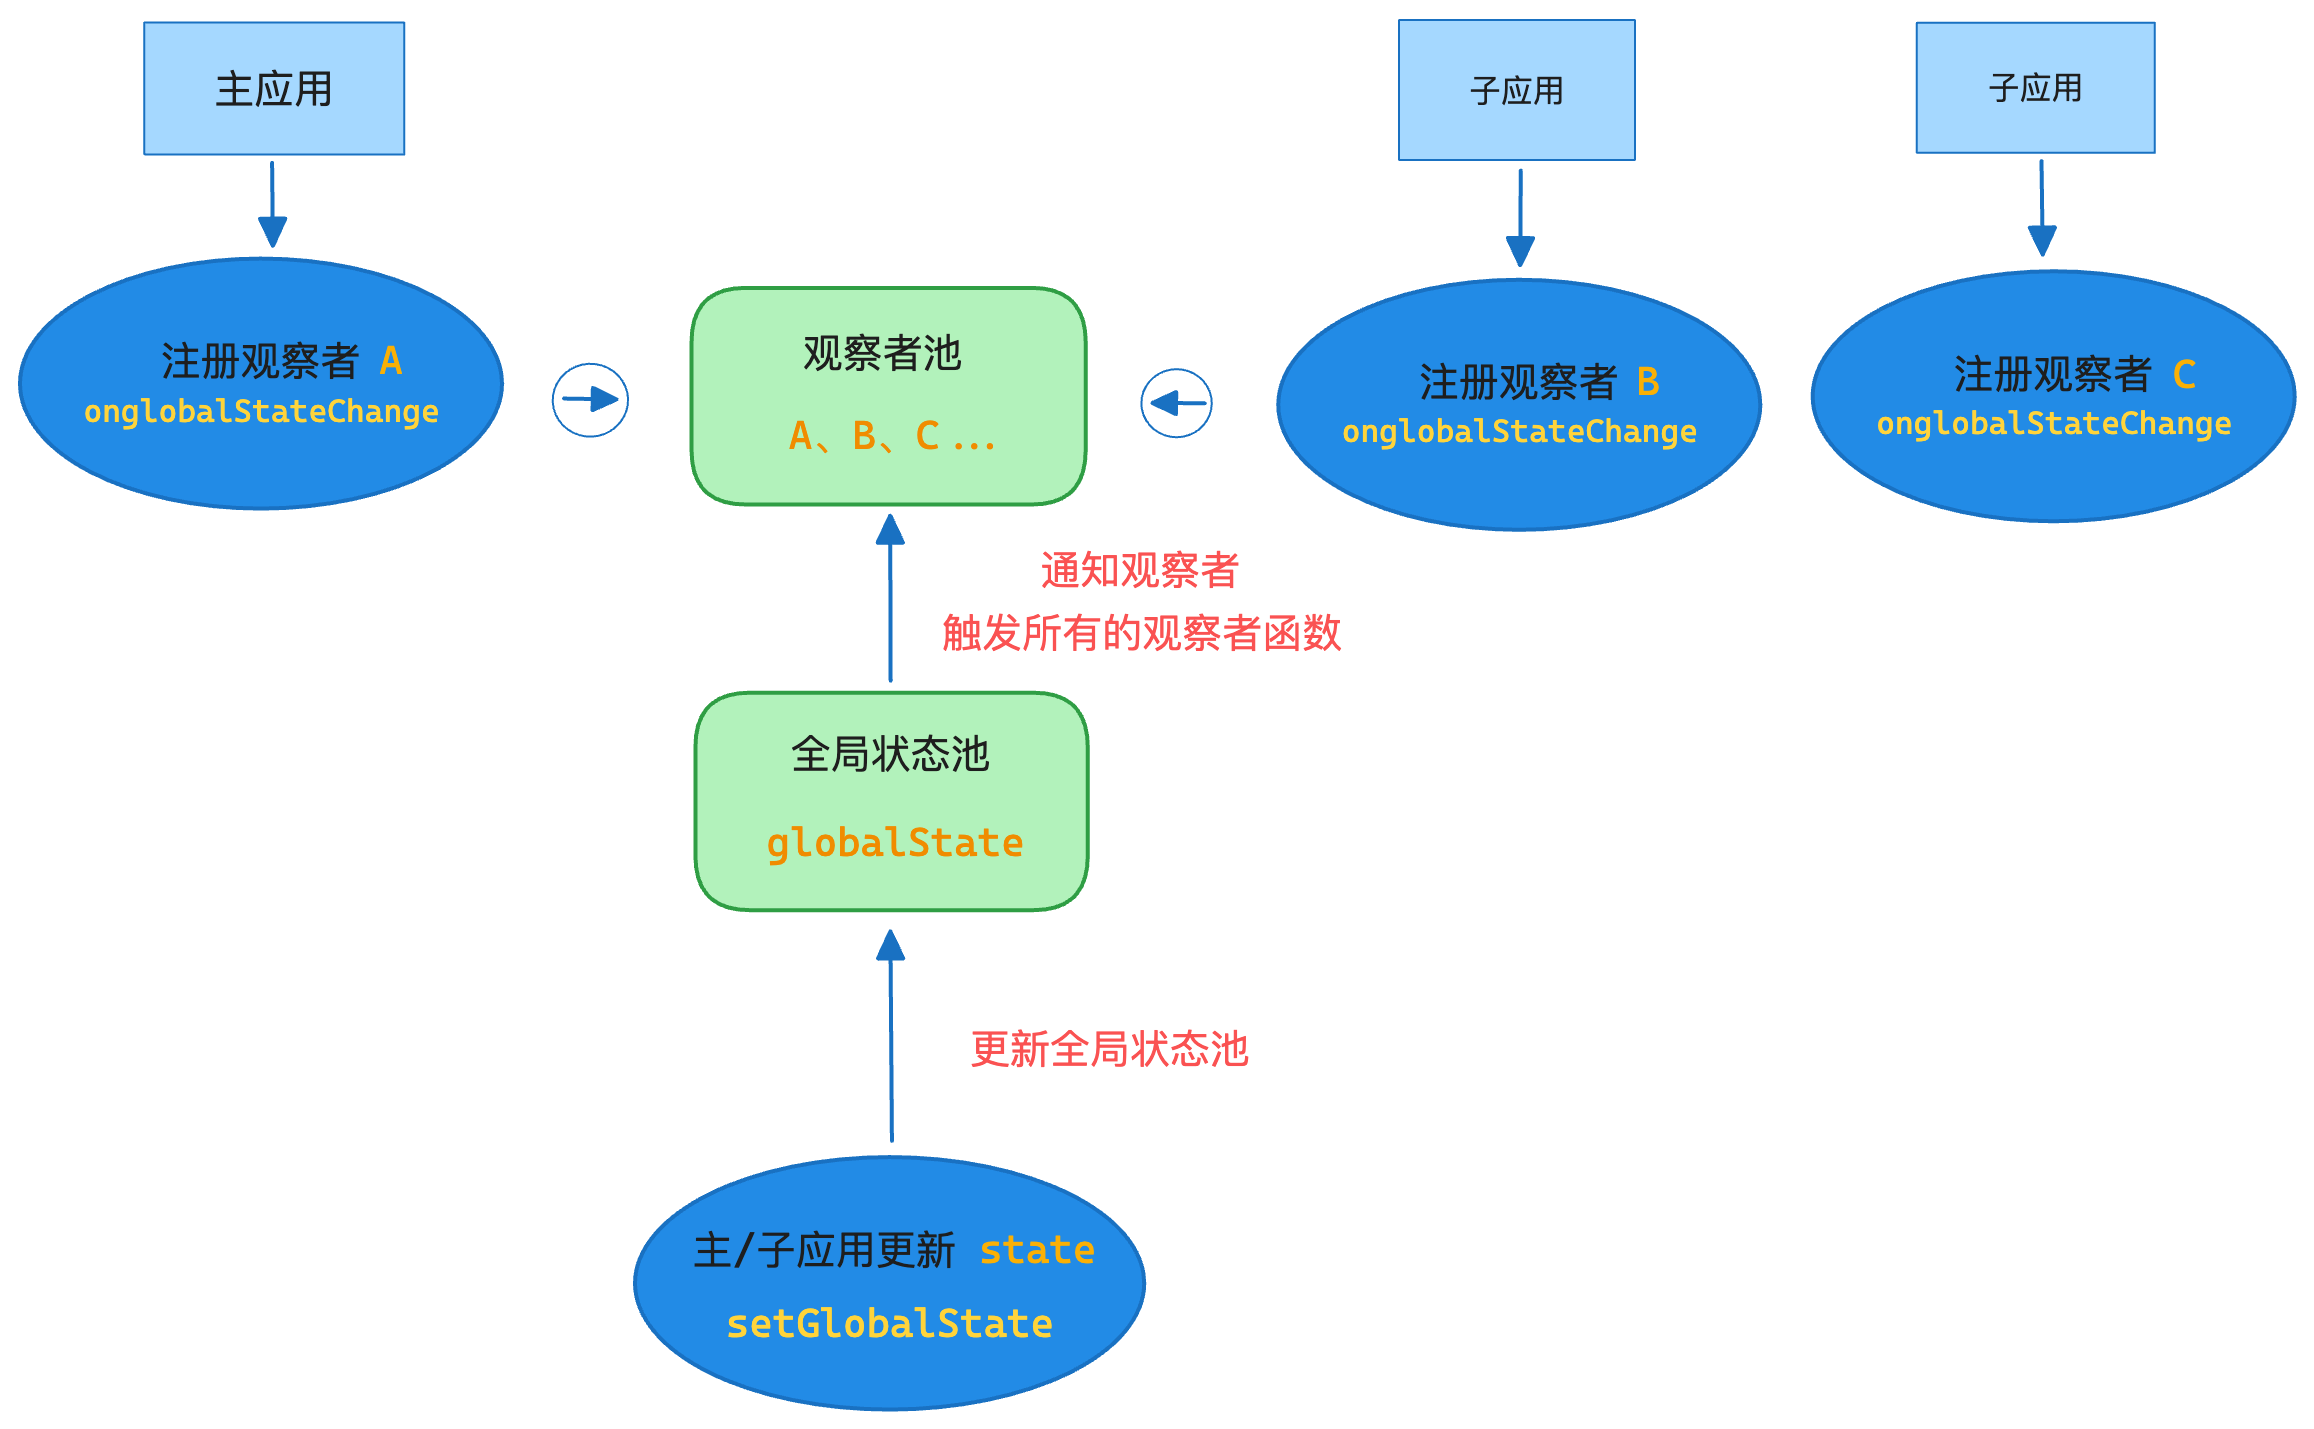 主应用
子应用
子应用
注册观察者 A
onglobalStateChange
观察者池
A、B、C ...
注册观察者 B
onglobalStateChange
注册观察者 C
onglobalStateChange
通知观察者
触发所有的观察者函数
全局状态池
globalState
更新全局状态池
主/子应用更新 state
setGlobalState